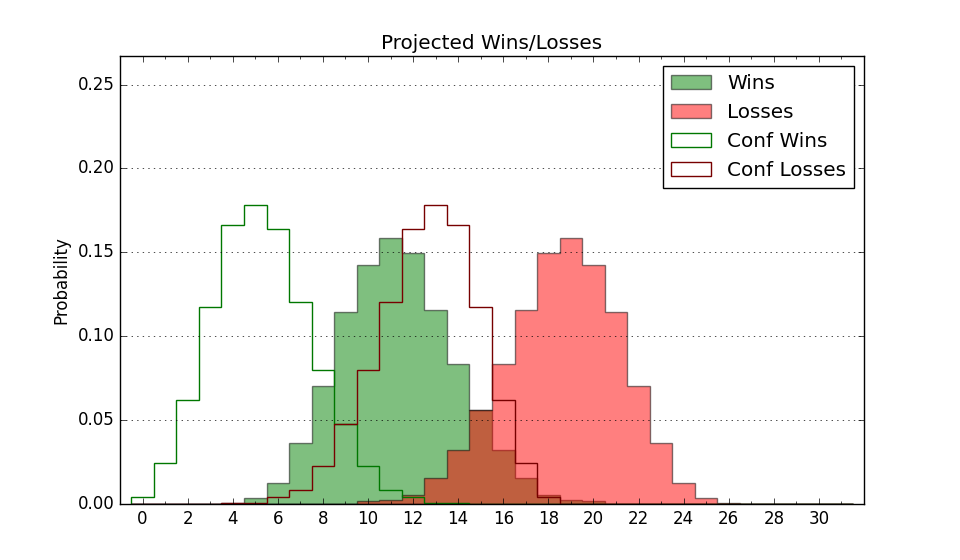 Projected Wins/Losses
Probability
0.25
0.20
0.15
0.10
0.05
0.00
0 2 4 6 8 10 12 14 16 18 20 22 24 26 28 30
Wins
Losses
Conf Wins
Conf Losses